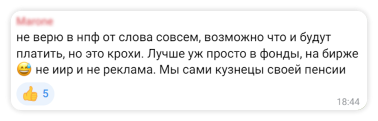 Marone
не верю в нпф от слова совсем, возможно что и будут
платить, но это крохи. Лучше уж просто в фонды, на бирже
😅 не иир и не реклама. Мы сами кузнецы своей пенсии
👍 5
18:44